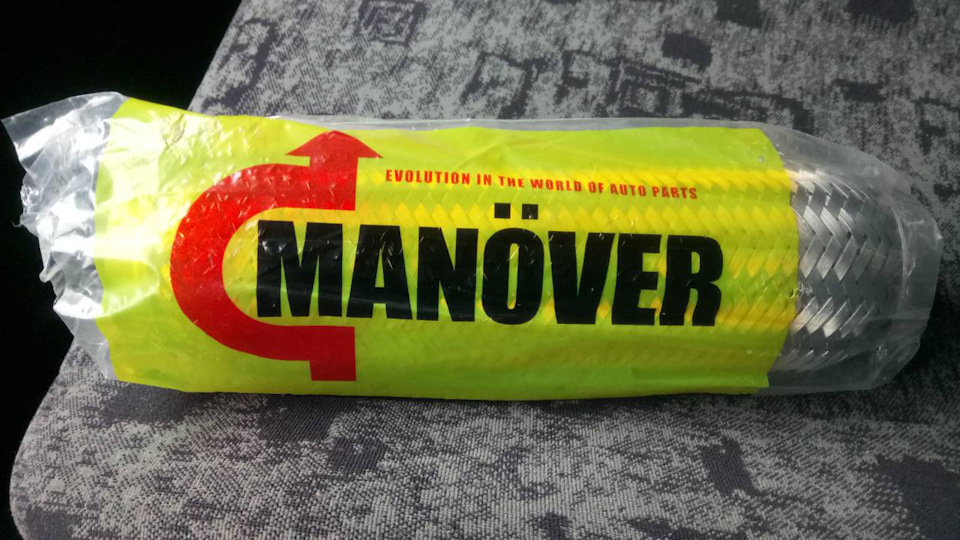 EVOLUTION IN THE WORLD OF AUTO PARTS
MANÖVER